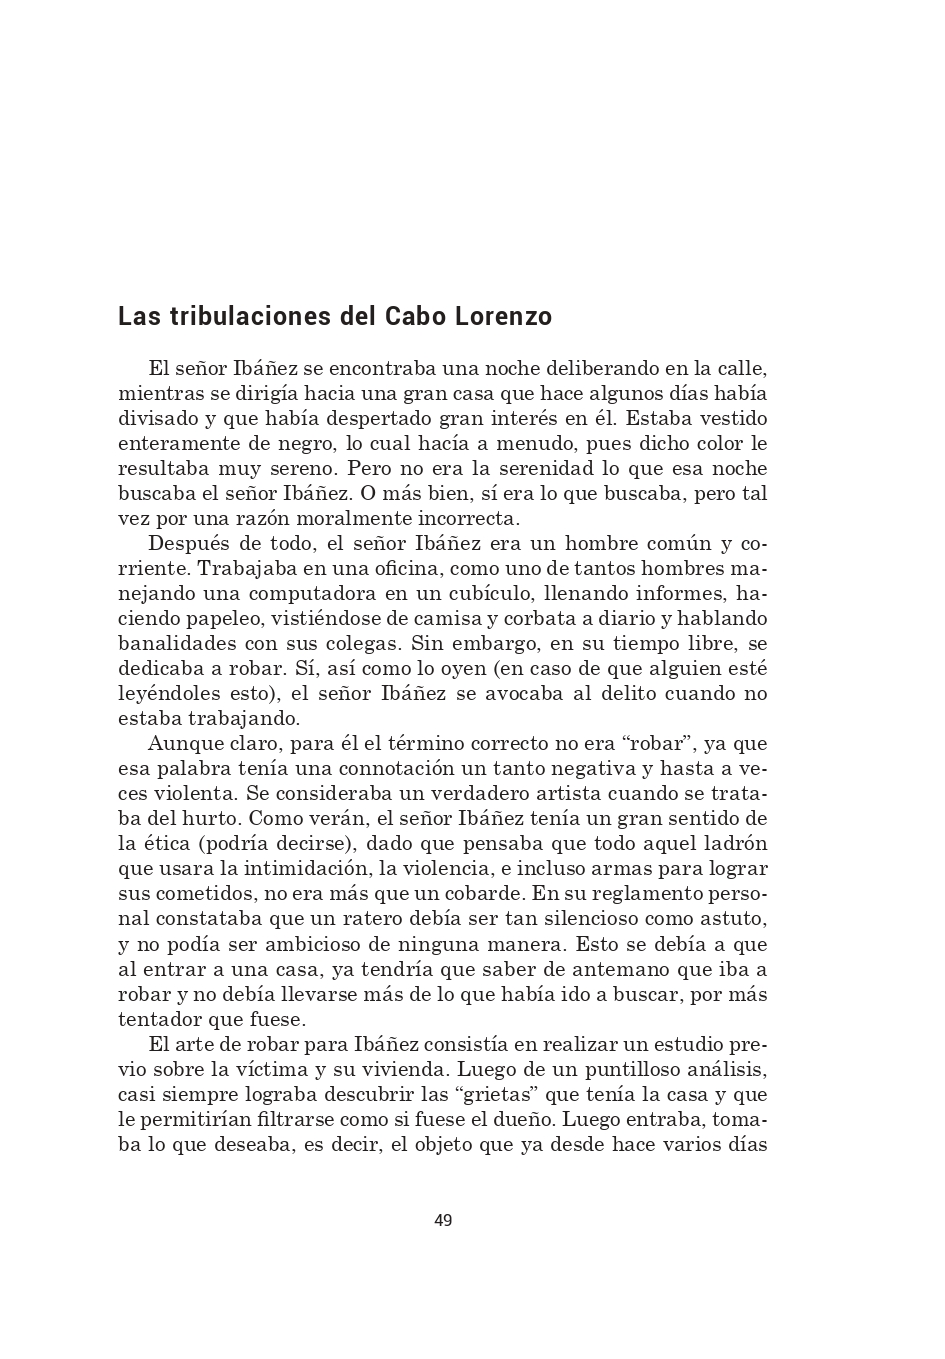 Las tribulaciones del Cabo Lorenzo
El señor Ibáñez se encontraba una noche deliberando en la calle,
mientras se dirigía hacia una gran casa que hace algunos días había
divisado y que había despertado gran interés en él. Estaba vestido
enteramente de negro, lo cual hacía a menudo, pues dicho color le
resultaba muy sereno. Pero no era la serenidad lo que esa noche
buscaba el señor Ibáñez. O más bien, sí era lo que buscaba, pero tal
vez por una razón moralmente incorrecta.
Después de todo, el señor Ibáñez era un hombre común y co-
rriente. Trabajaba en una oficina, como uno de tantos hombres ma-
nejando una computadora en un cubículo, llenando informes, ha-
ciendo papeleo, vistiéndose de camisa y corbata a diario y hablando
banalidades con sus colegas. Sin embargo, en su tiempo libre, se
dedicaba a robar. Sí, así como lo oyen (en caso de que alguien esté
leyéndoles esto), el señor Ibáñez se avocaba al delito cuando no
estaba trabajando.
Aunque claro, para él el término correcto no era “robar”, ya que
esa palabra tenía una connotación un tanto negativa y hasta a ve-
ces violenta. Se consideraba un verdadero artista cuando se trata-
ba del hurto. Como verán, el señor Ibáñez tenía un gran sentido de
la ética (podría decirse), dado que pensaba que todo aquel ladrón
que usara la intimidación, la violencia, e incluso armas para lograr
sus cometidos, no era más que un cobarde. En su reglamento perso-
nal constataba que un ratero debía ser tan silencioso como astuto,
y no podía ser ambicioso de ninguna manera. Esto se debía a que
al entrar a una casa, ya tendría que saber de antemano que iba a
robar y no debía llevarse más de lo que había ido a buscar, por más
tentador que fuese.
El arte de robar para Ibáñez consistía en realizar un estudio pre-
vio sobre la víctima y su vivienda. Luego de un puntilloso análisis,
casi siempre lograba descubrir las “grietas” que tenía la casa y que
le permitirían filtrarse como si fuese el dueño. Luego entraba, toma-
ba lo que deseaba, es decir, el objeto que ya desde hace varios días
49